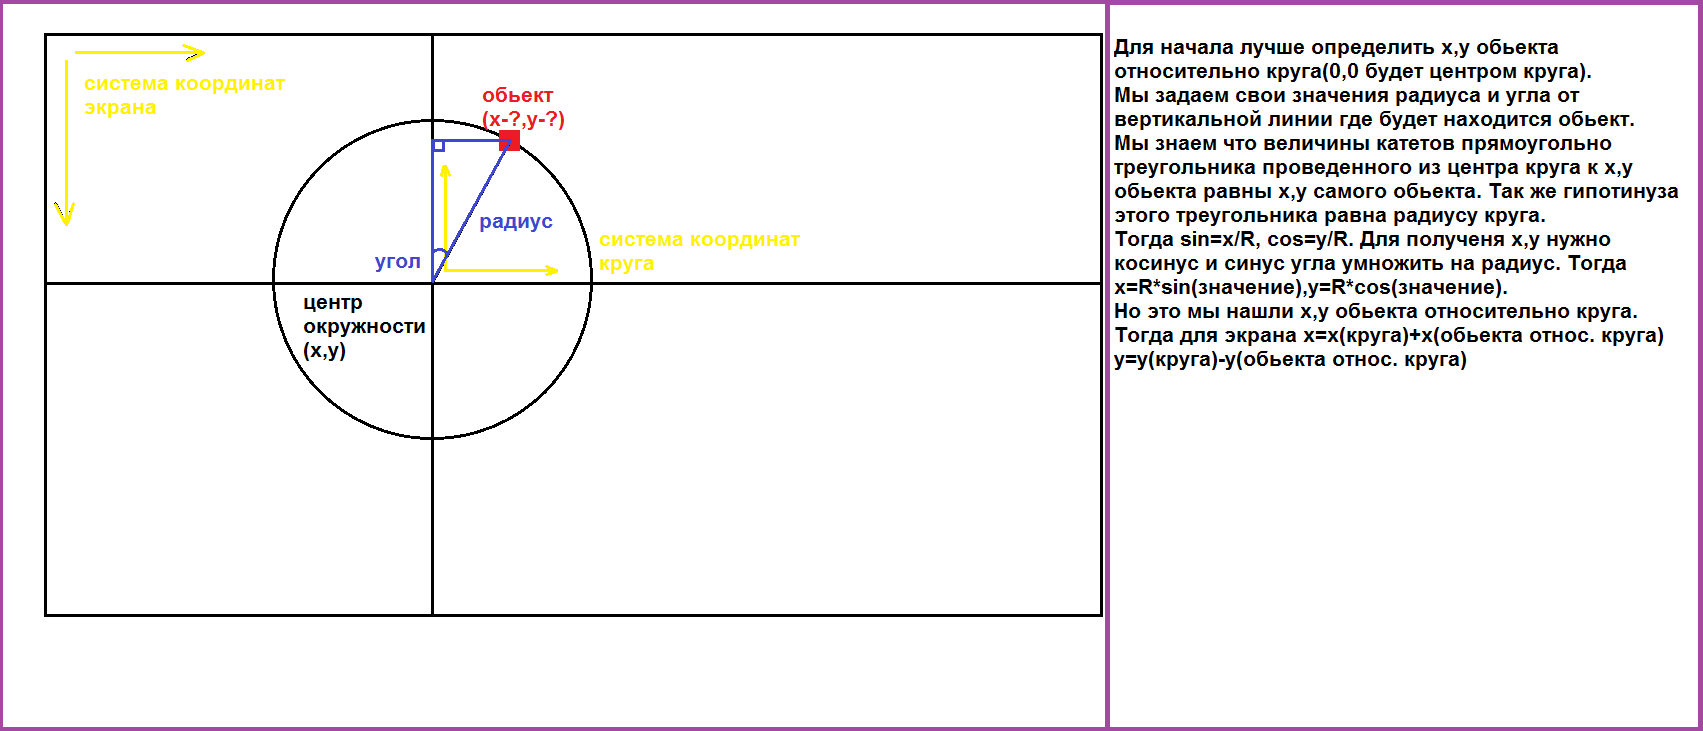 система координат
экрана
обьект
(x-?,y-?)
радиус
система координат
круга
угол
центр
окружности
(x,y)
Для начала лучше определить x,y обьекта
относительно круга(0,0 будет центром круга).
Мы задаем свои значения радиуса и угла от
вертикальной линии где будет находится обьект.
Мы знаем что величины катетов прямоугольно
треугольника проведенного из центра круга к x,y
обьекта равны x,y самого обьекта. Так же гипотинуза
этого треугольника равна радиусу круга.
Тогда sin=x/R, cos=y/R. Для полученя x,y нужно
косинус и синус угла умножить на радиус. Тогда
x=R*sin(значение),y=R*cos(значение).
Но это мы нашли x,y обьекта относительно круга.
Тогда для экрана x=x(круга)+x(обьекта относ. круга)
y=y(круга)-y(обьекта относ. круга)